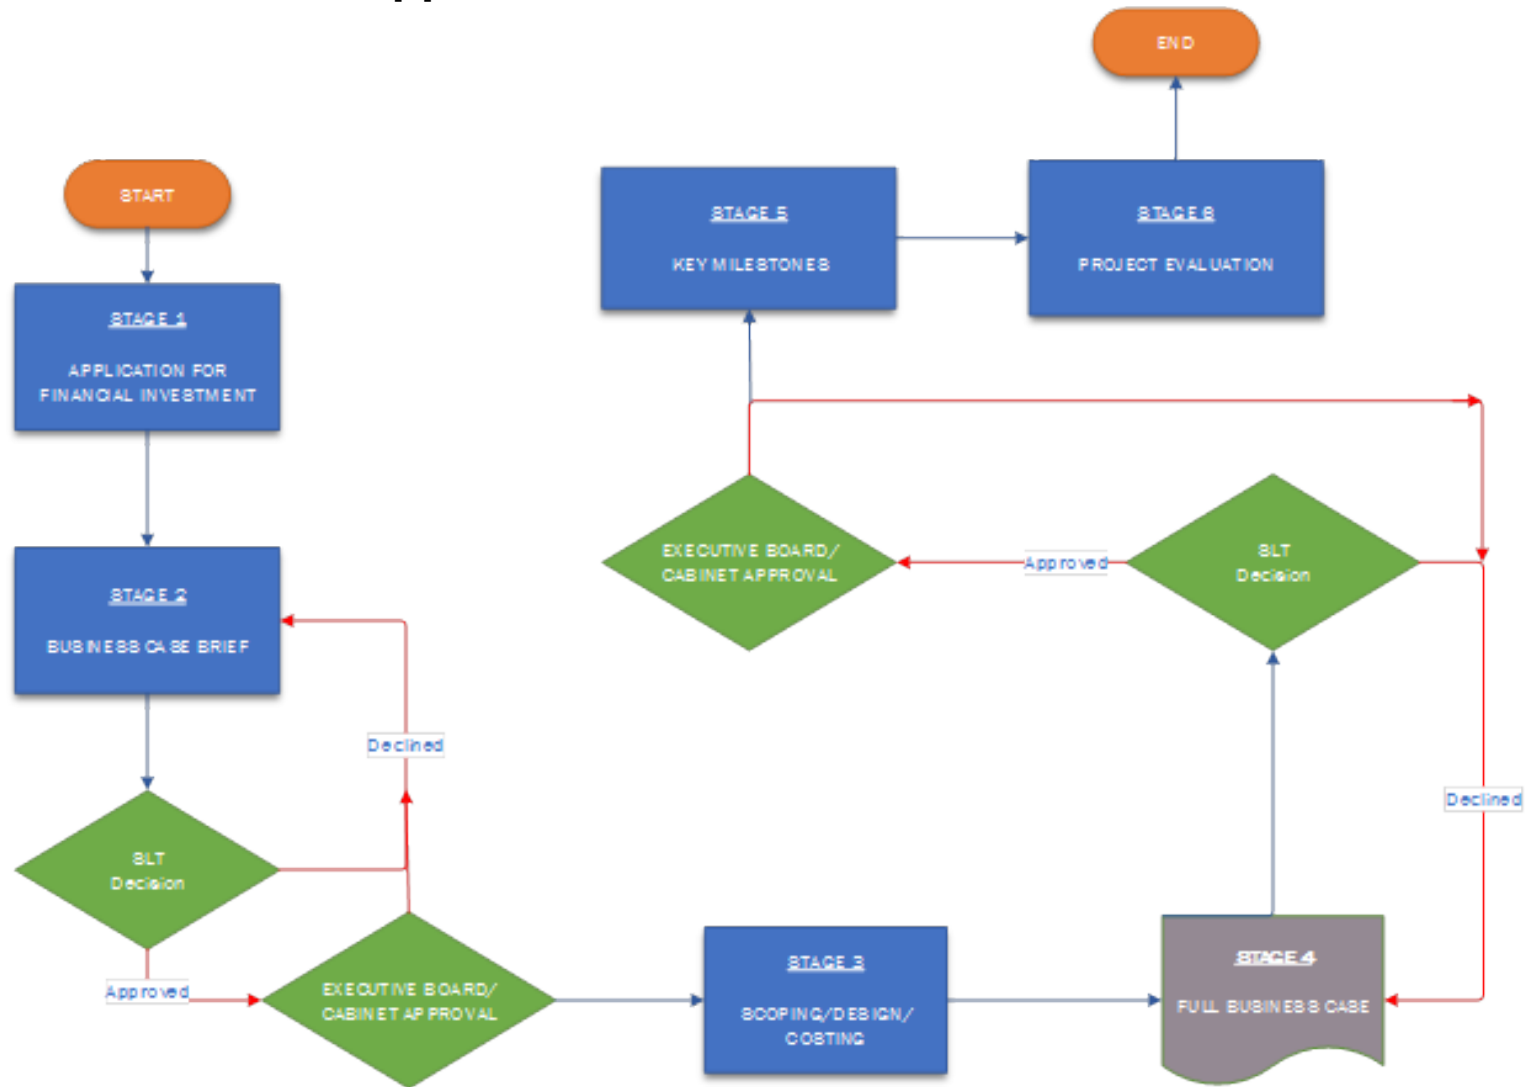 START
STAGE 1
APPLICATION FOR
FINANCIAL INVESTMENT
STAGE 2
BUSINESS CASE BRIEF
Declined
SLT
Decision
Approved
EXECUTIVE BOARD/
CABINET APPROVAL
STAGE 3
SCOPING/DESIGN/
COSTING
STAGE 4
FULL BUSINESS CASE
Declined
SLT
Decision
Approved
EXECUTIVE BOARD/
CABINET APPROVAL
STAGE 5
KEY MILESTONES
STAGE 6
PROJECT EVALUATION
END